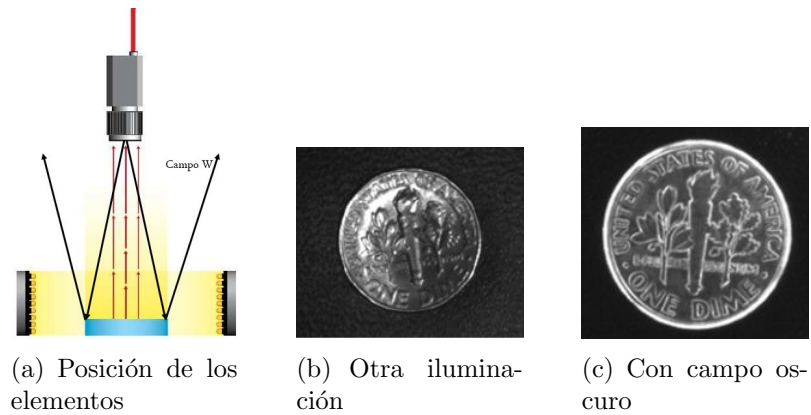 Campo W
UNITED STATES OF AMERICA
ONE DIME
(a) Posición de los
elementos
(b) Otra ilumina-
ción
(c) Con campo os-
curo